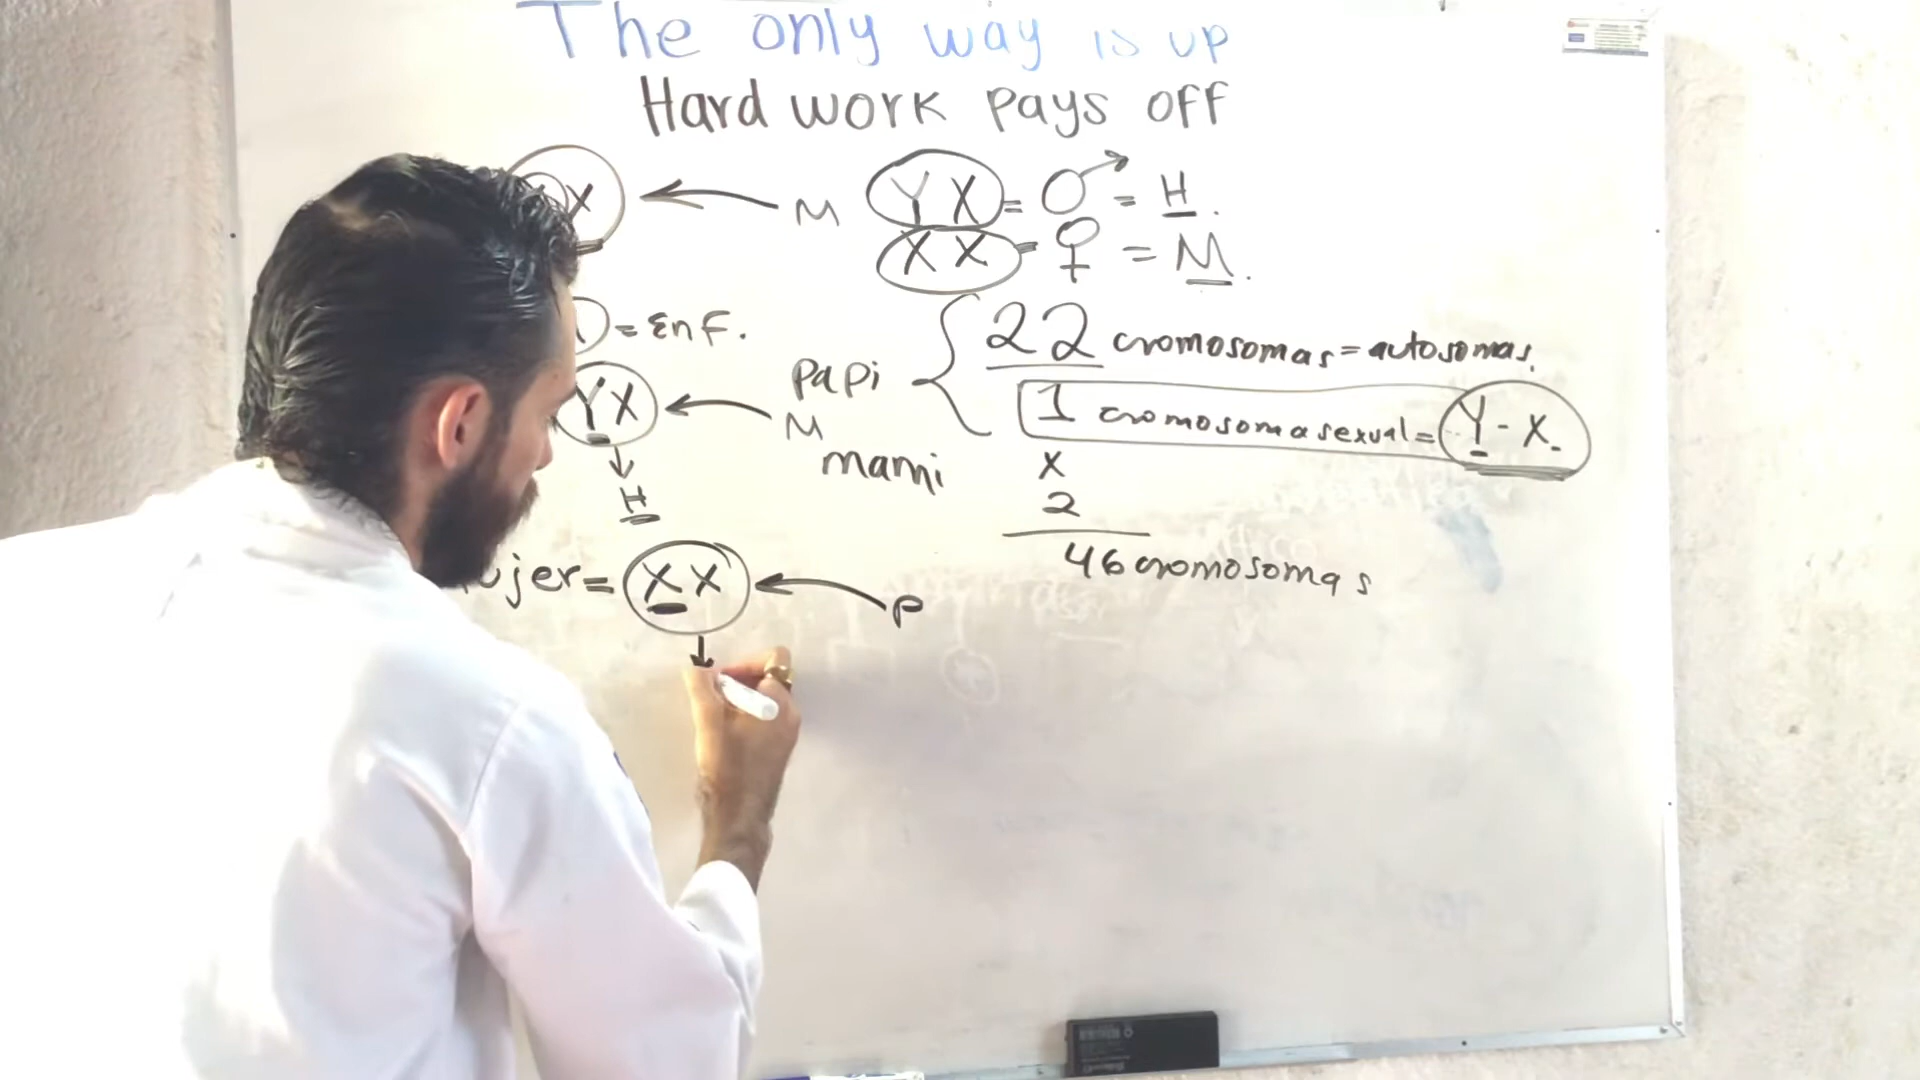 The only way is up
Hard work pays off
X M YX = ♂ = H.
XX = ♀ = M.
= Enf.
papi { 22 cromosomas = autosomas.
1 cromosoma sexual = Y - X.
YX M
mami
X
2
H
46 cromosomas
ujer = XX P